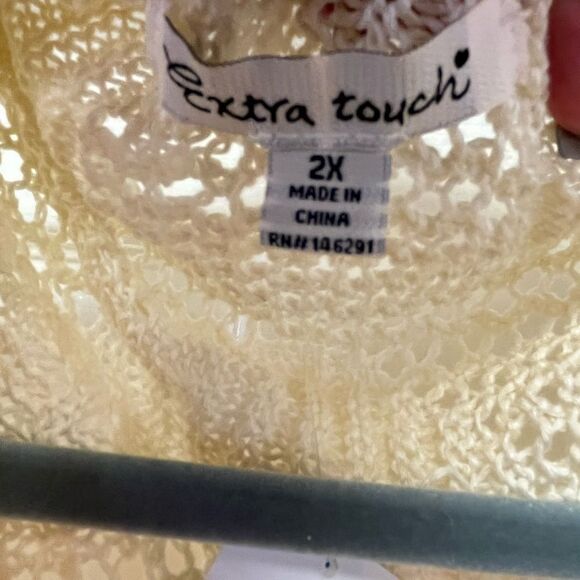 Extra touch
2X
MADE IN
CHINA
RN# 146291